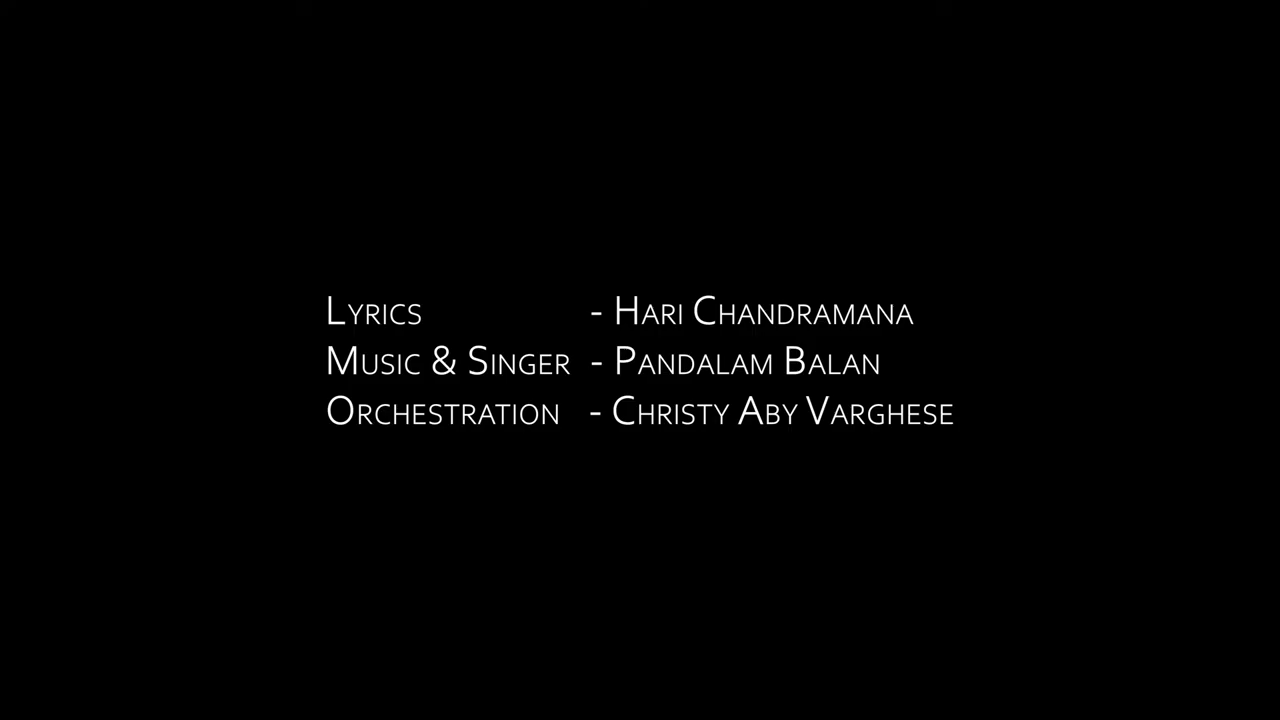 Lyrics - Hari Chandramana
Music & Singer - Pandalam Balan
Orchestration - Christy Aby Varghese